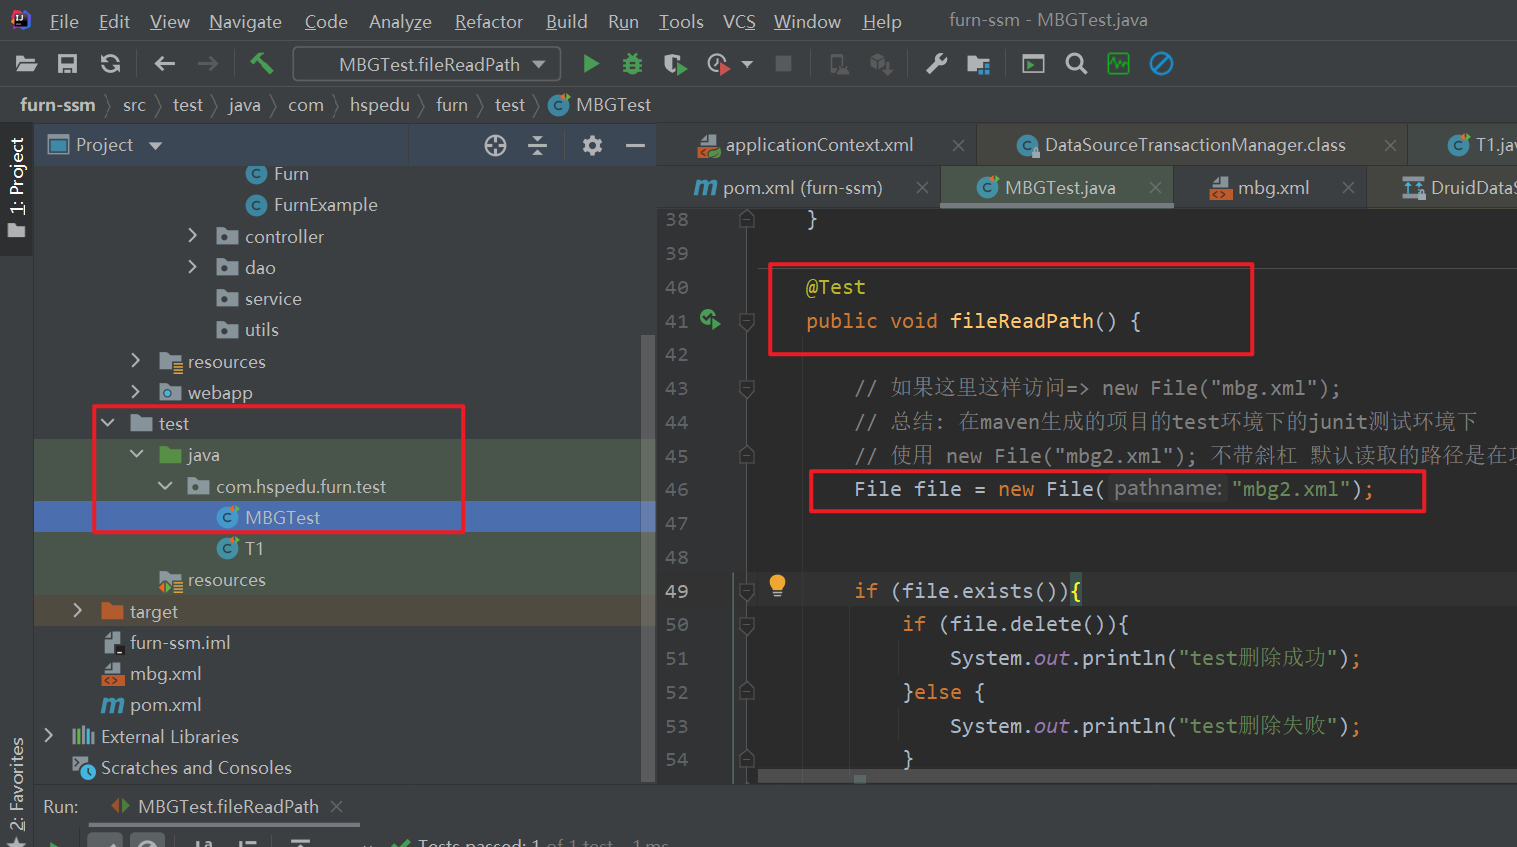 File Edit View Navigate Code Analyze Refactor Build Run Tools VCS Window Help furn-ssm - MBGTest.java
MBGTest.fileReadPath
furn-ssm src test java com hspedu furn test MBGTest
1: Project
Project
Furn
FurnExample
controller
dao
service
utils
resources
webapp
test
java
com.hspedu.furn.test
MBGTest
T1
resources
target
furn-ssm.iml
mbg.xml
pom.xml
External Libraries
Scratches and Consoles
2: Favorites
applicationContext.xml DataSourceTransactionManager.class T1.jav
pom.xml (furn-ssm) MBGTest.java mbg.xml DruidDataS
38 }
39
40 @Test
41 public void fileReadPath() {
42
43 // 如果这里这样访问=> new File("mbg.xml");
44 // 总结: 在maven生成的项目的test环境下的junit测试环境下
45 // 使用 new File("mbg2.xml"); 不带斜杠 默认读取的路径是在项
46 File file = new File( pathname: "mbg2.xml");
47
48
49 if (file.exists()){
50 if (file.delete()){
51 System.out.println("test删除成功");
52 }else {
53 System.out.println("test删除失败");
54 }
Run: MBGTest.fileReadPath
Tests passed: 1 of 1 test – 1 ms